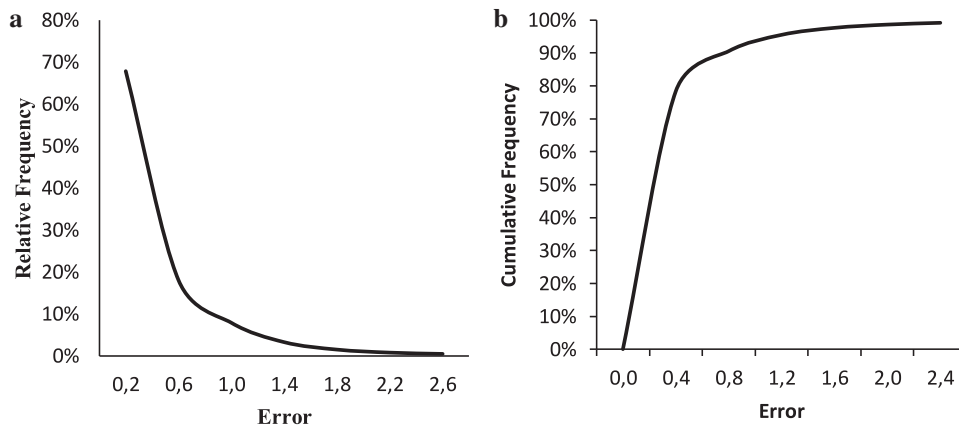 a
80%
70%
60%
50%
40%
30%
20%
10%
0%
Relative Frequency
0,2 0,6 1,0 1,4 1,8 2,2 2,6
Error
b
100%
90%
80%
70%
60%
50%
40%
30%
20%
10%
0%
Cumulative Frequency
0,0 0,4 0,8 1,2 1,6 2,0 2,4
Error